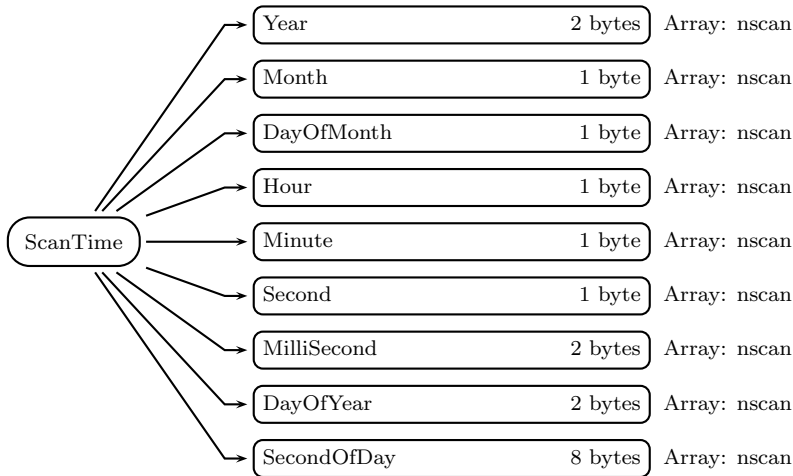 Year 2 bytes Array: nscan
Month 1 byte Array: nscan
DayOfMonth 1 byte Array: nscan
Hour 1 byte Array: nscan
ScanTime
Minute 1 byte Array: nscan
Second 1 byte Array: nscan
MilliSecond 2 bytes Array: nscan
DayOfYear 2 bytes Array: nscan
SecondOfDay 8 bytes Array: nscan